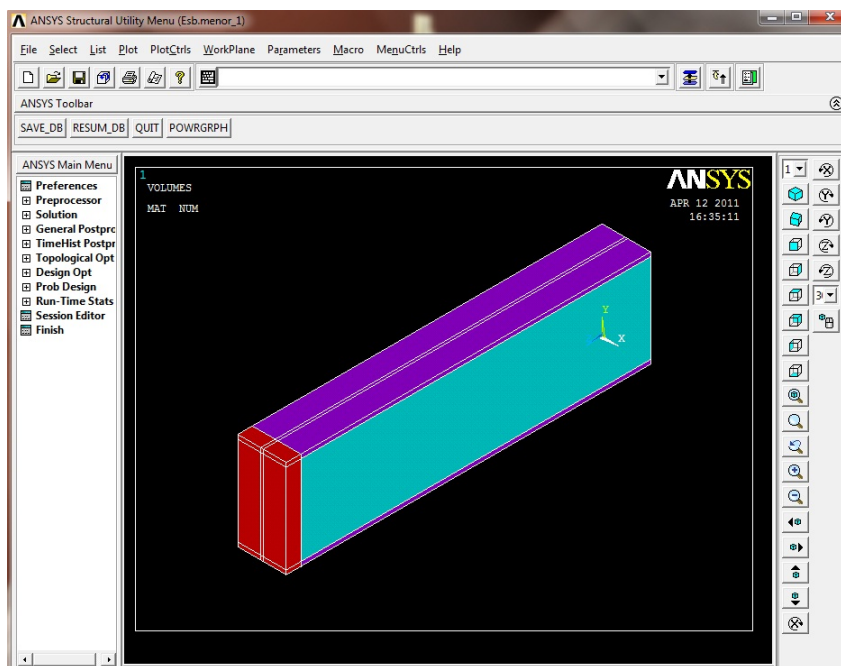 ANSYS Structural Utility Menu (Esb.menor_1)
File Select List Plot PlotCtrls WorkPlane Parameters Macro MenuCtrls Help
ANSYS Toolbar
SAVE_DB RESUM_DB QUIT POWRGRPH
ANSYS Main Menu
Preferences
Preprocessor
Solution
General Postproc
TimeHist Postpr
Topological Opt
Design Opt
Prob Design
Run-Time Stats
Session Editor
Finish
1
VOLUMES
MAT NUM
ANSYS
APR 12 2011
16:35:11
Y
X
1
X
Y
Y
Z
Z
X